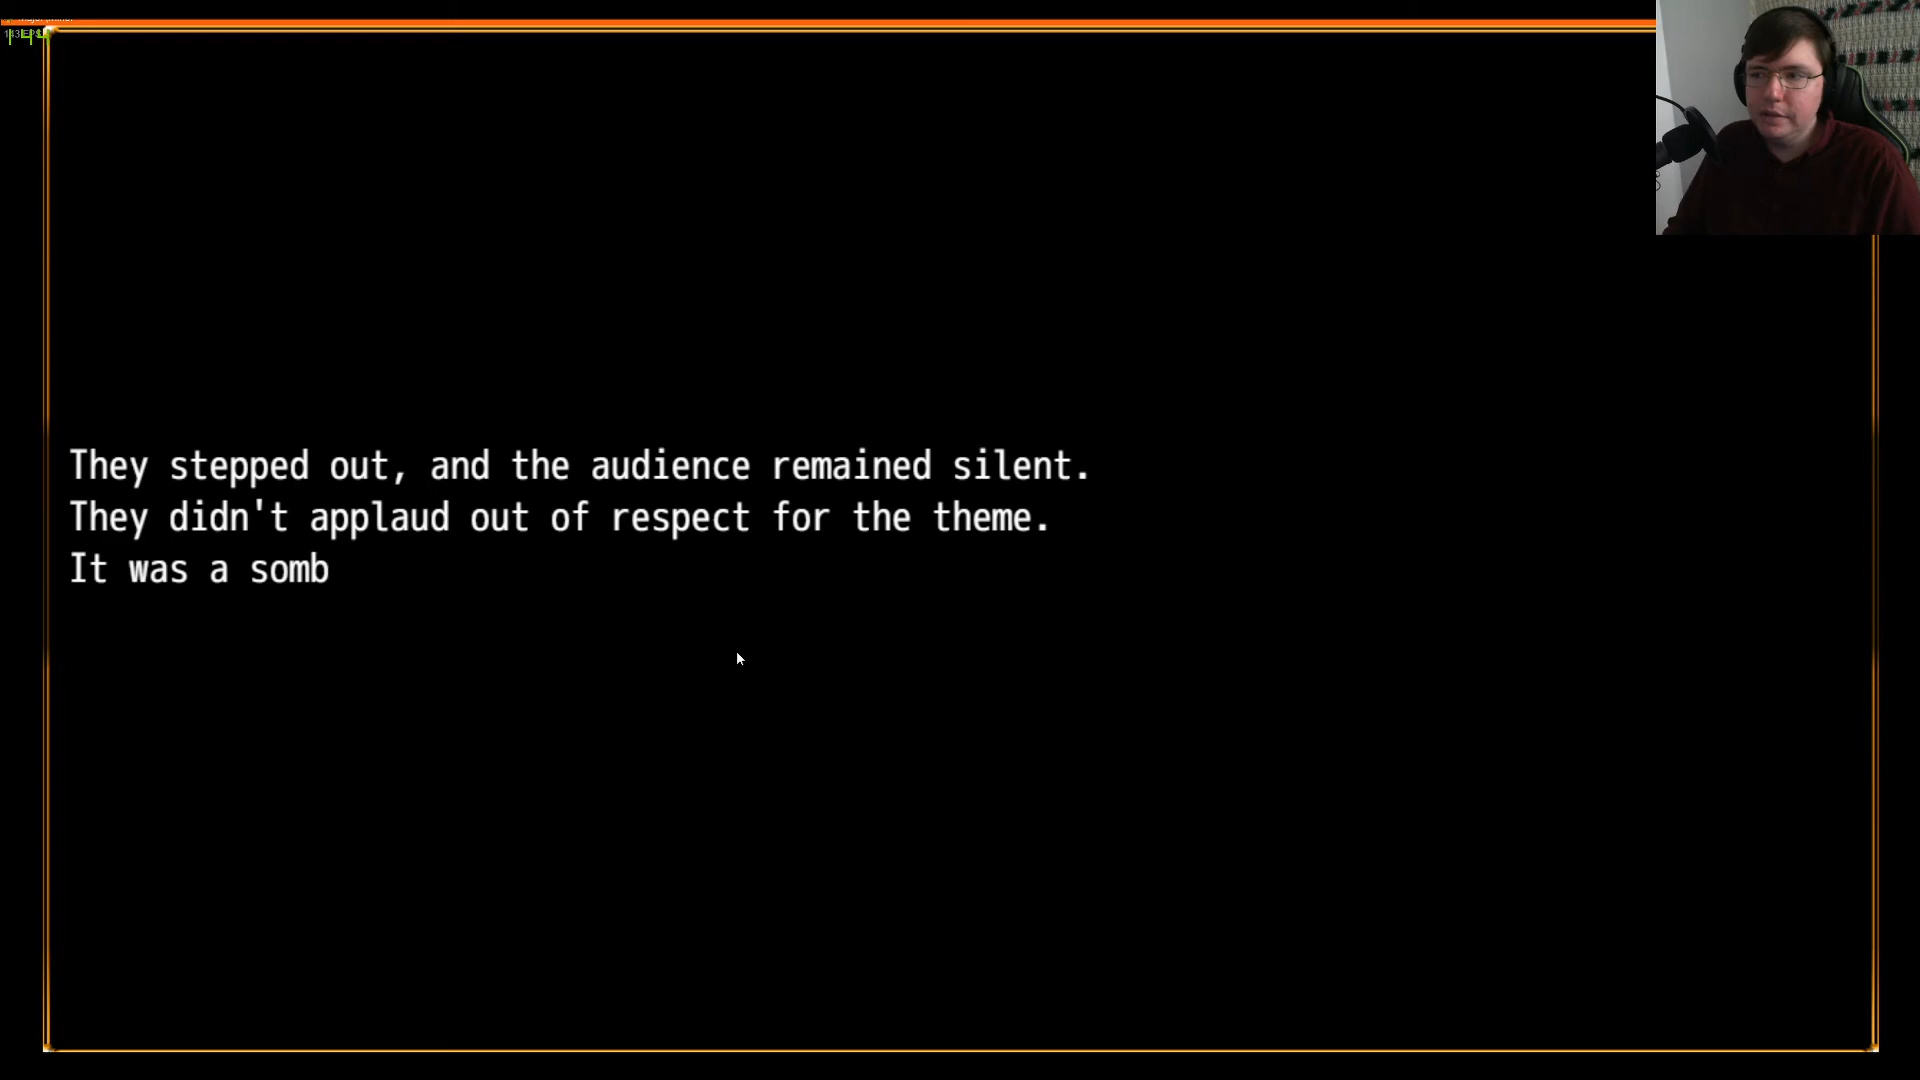 They stepped out, and the audience remained silent.
They didn't applaud out of respect for the theme.
It was a somb